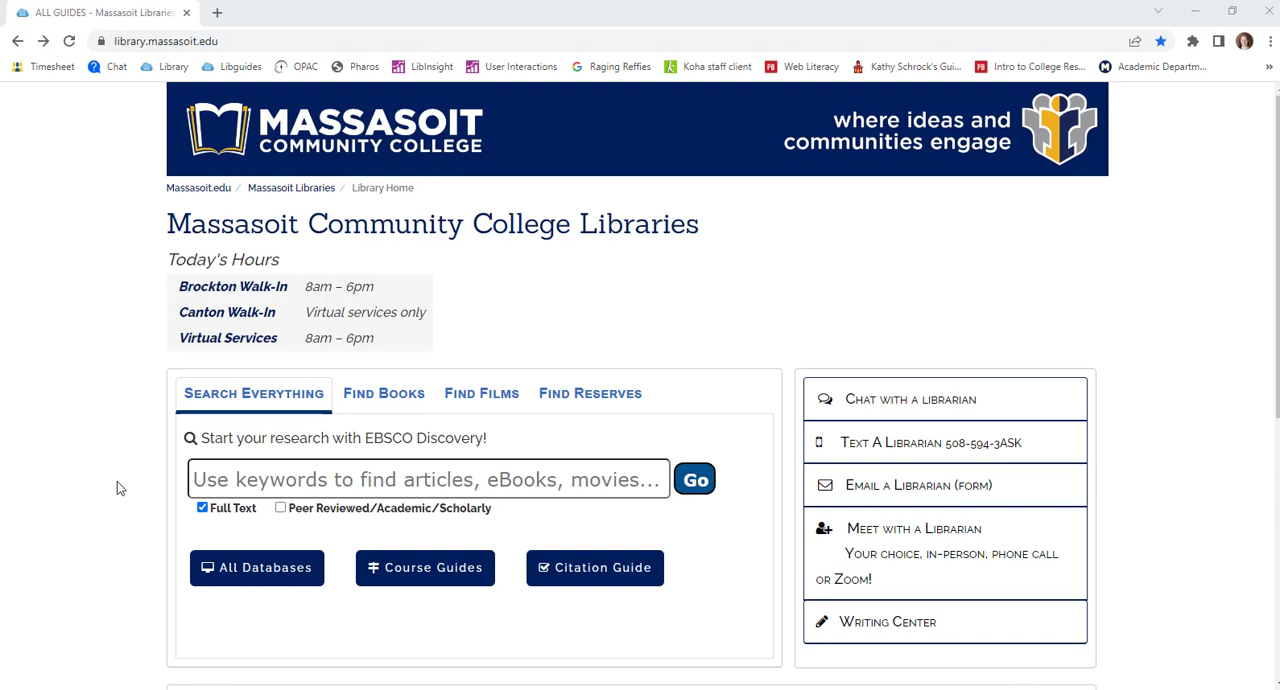 ALL GUIDES - Massasoit Libraries
library.massasoit.edu
Timesheet Chat Library Libguides OPAC Pharos LibInsight User Interactions Raging Reffies Koha staff client Web Literacy Kathy Schrock's Gui... Intro to College Res... Academic Departm... »
MASSASOIT
COMMUNITY COLLEGE
where ideas and
communities engage
Massasoit.edu / Massasoit Libraries / Library Home
Massasoit Community College Libraries
Today's Hours
Brockton Walk-In 8am – 6pm
Canton Walk-In Virtual services only
Virtual Services 8am – 6pm
Search Everything Find Books Find Films Find Reserves
Start your research with EBSCO Discovery!
Use keywords to find articles, eBooks, movies... Go
Full Text Peer Reviewed/Academic/Scholarly
All Databases Course Guides Citation Guide
Chat with a librarian
Text A Librarian 508-594-3ASK
Email a Librarian (form)
Meet with a Librarian
Your choice, in-person, phone call
or Zoom!
Writing Center